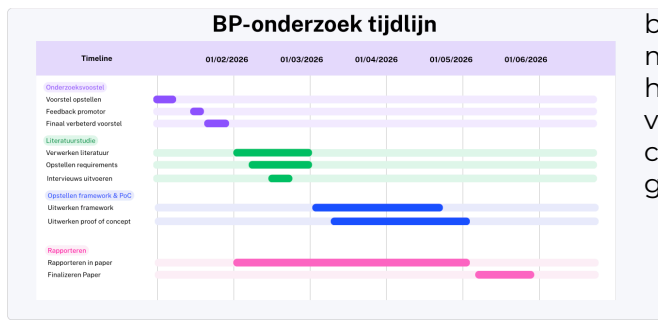 BP-onderzoek tijdlijn
Timeline 01/02/2026 01/03/2026 01/04/2026 01/05/2026 01/06/2026
Onderzoeksvoostel
Voorstel opstellen
Feedback promotor
Finaal verbeterd voorstel
Literatuurstudie
Verwerken literatuur
Opstellen requirements
Intervieuws uitvoeren
Opstellen framework & PoC
Uitwerken framework
Uitwerken proof of concept
Rapporteren
Rapporteren in paper
Finalizeren Paper